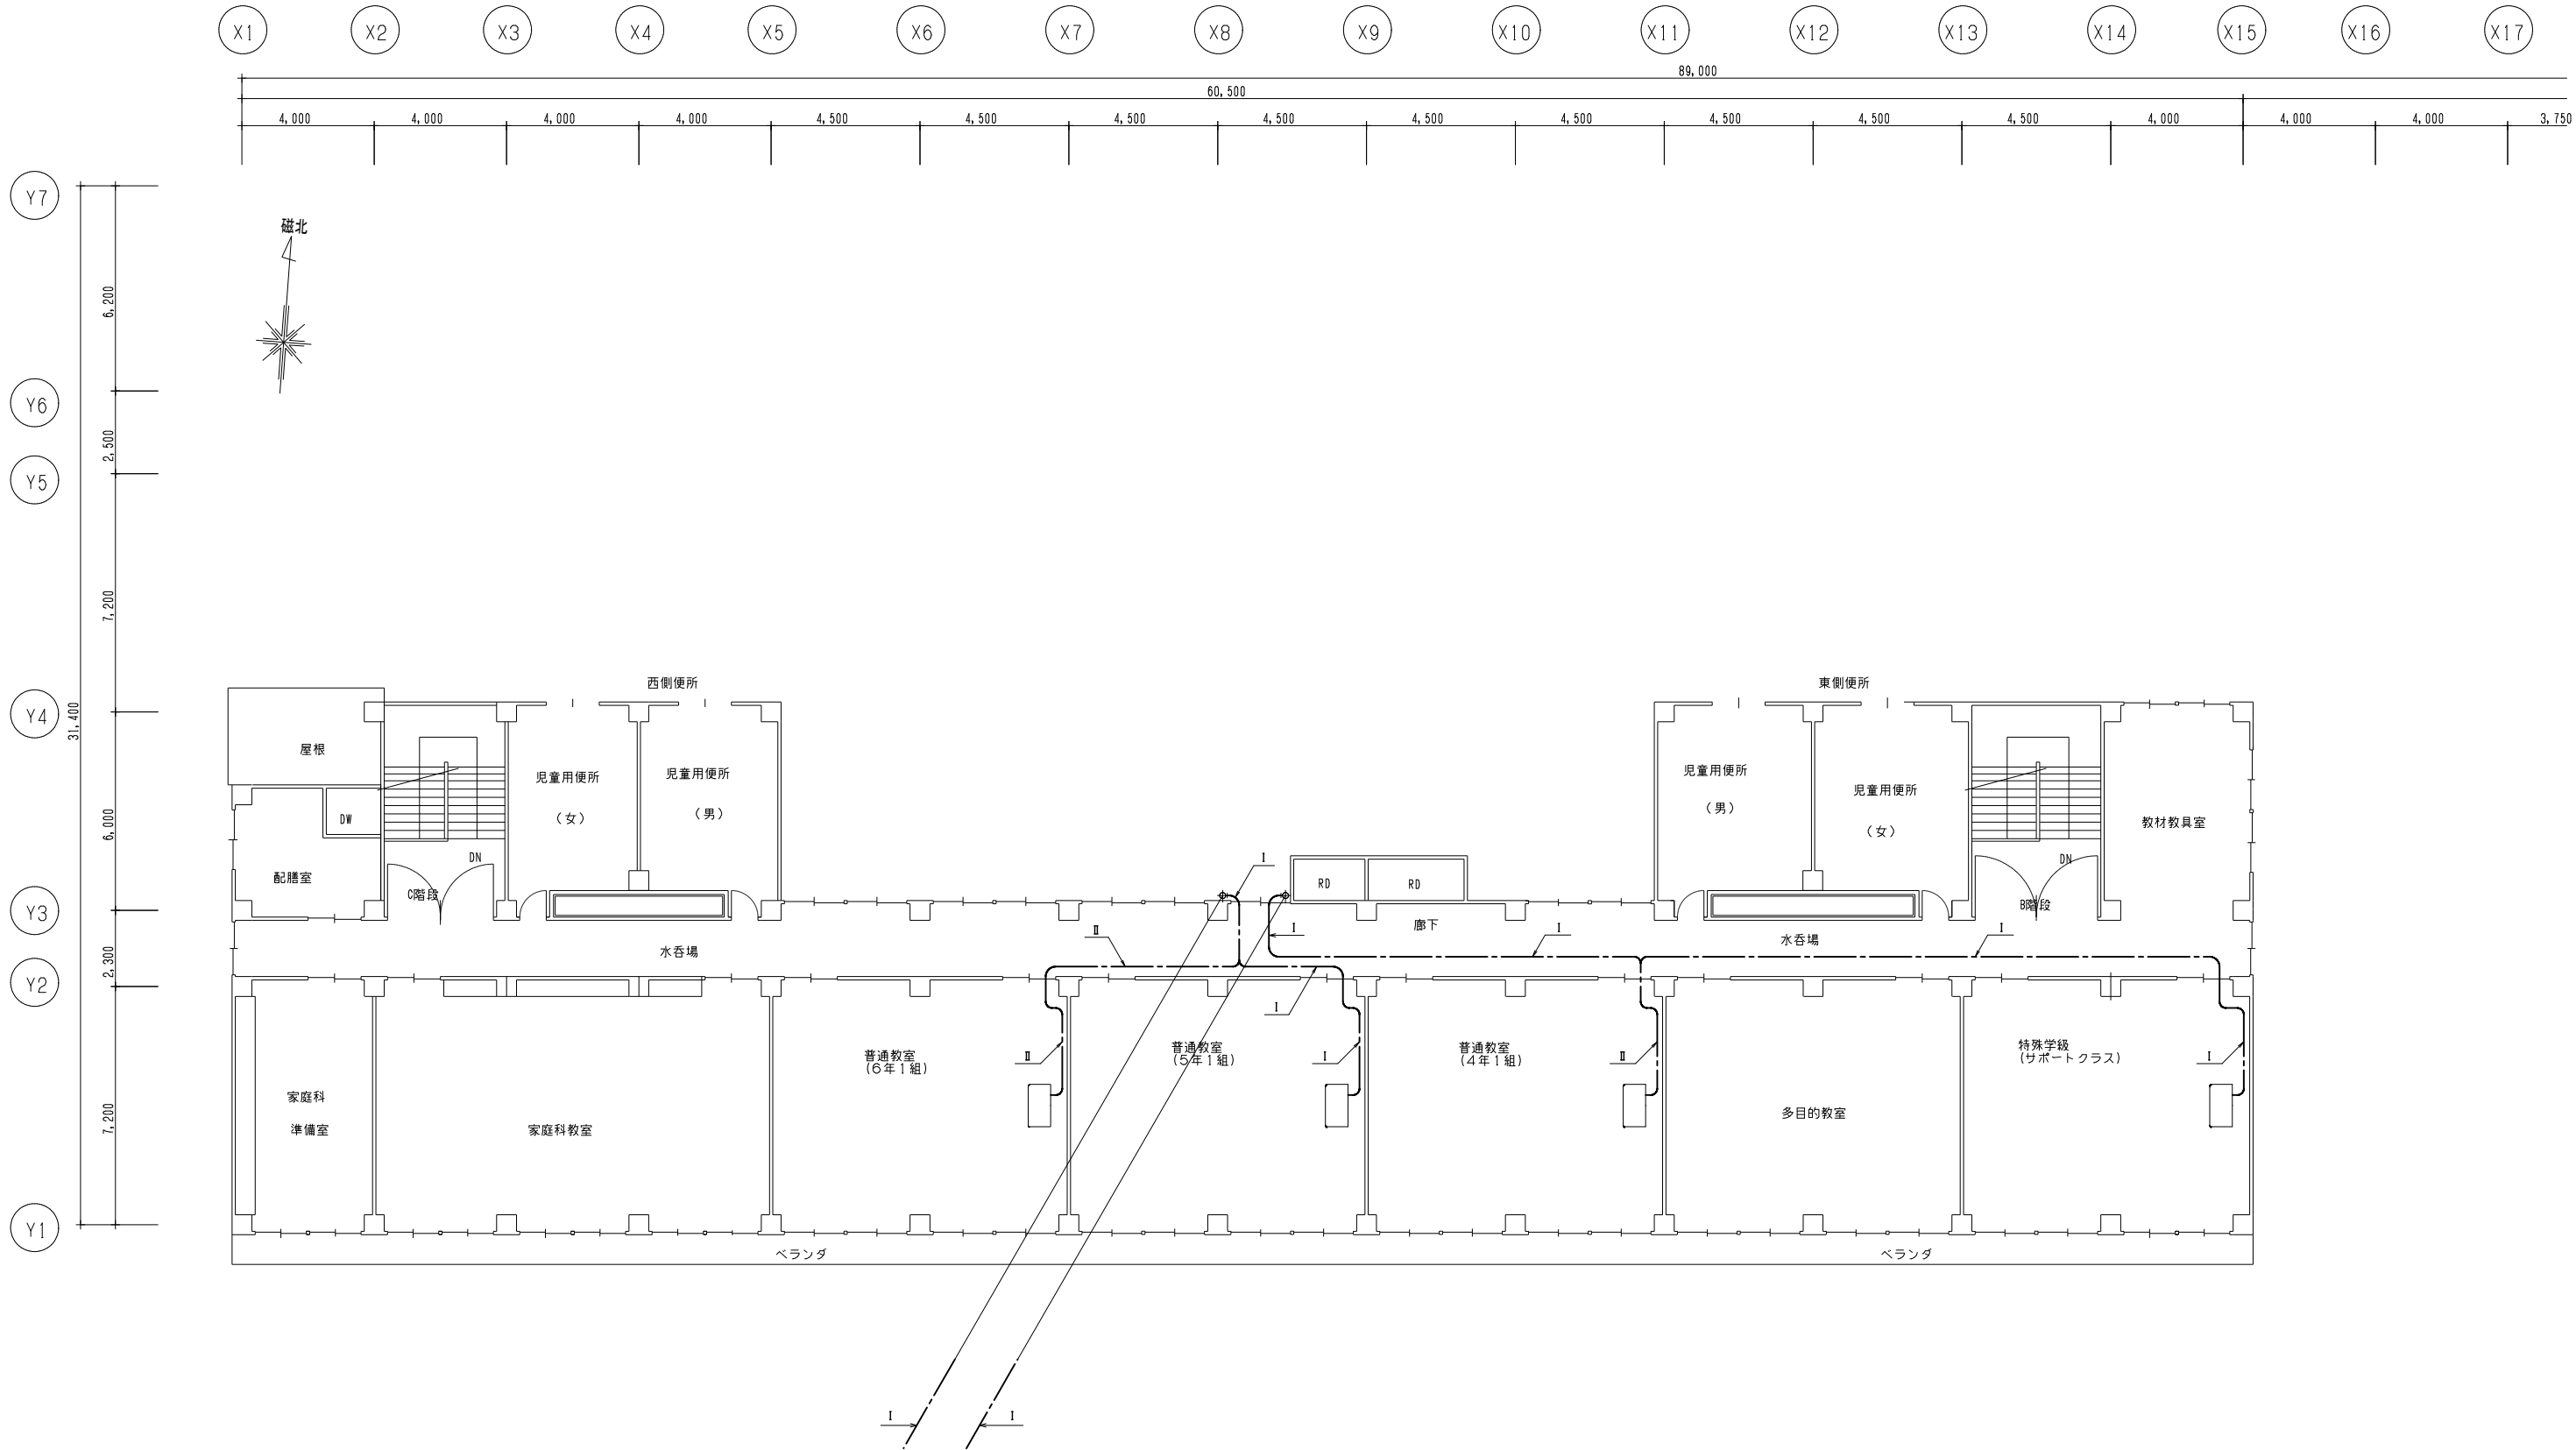 X1 X2 X3 X4 X5 X6 X7 X8 X9 X10 X11 X12 X13 X14 X15 X16 X17
89,000
60,500
4,000 4,000 4,000 4,000 4,500 4,500 4,500 4,500 4,500 4,500 4,500 4,500 4,500 4,000 4,000 4,000 3,750
Y7
磁北
6,200
Y6
2,500
Y5
7,200
西側便所
東側便所
Y4
31,400
屋根
児童用便所
(女)
児童用便所
(男)
児童用便所
(男)
児童用便所
(女)
DW
6,000
教材教具室
DN
DN
配膳室
C階段
I
RD
RD
B階段
Y3
II
I
廊下
I
水呑場
I
水呑場
2,300
Y2
I
普通教室
(6年1組)
II
普通教室
(5年1組)
I
普通教室
(4年1組)
II
特殊学級
(サポートクラス)
I
家庭科
準備室
家庭科教室
多目的教室
7,200
Y1
ベランダ
ベランダ
I
I